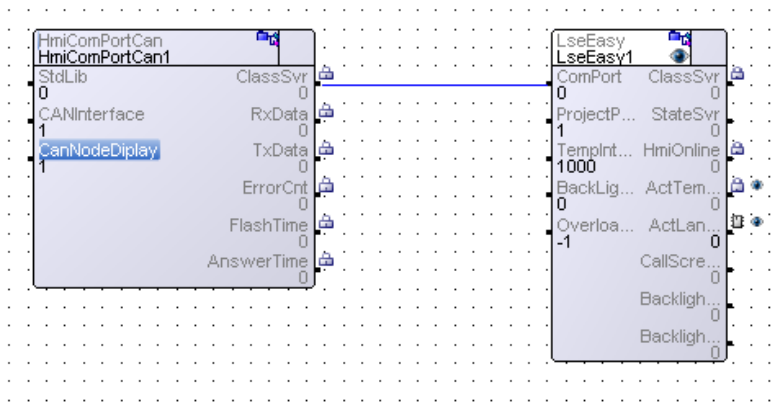 HmiComPortCan
HmiComPortCan1
StdLib ClassSvr
0 0
CANInterface RxData
1 0
CanNodeDiplay TxData
1 0
ErrorCnt
0
FlashTime
0
AnswerTime
0
LseEasy
LseEasy1
ComPort ClassSvr
0 0
ProjectP... StateSvr
1 0
TempInt... HmiOnline
1000 0
BackLig... ActTem...
0 0
Overloa... ActLan...
-1 0
CallScre...
0
Backligh...
0
Backligh...
0